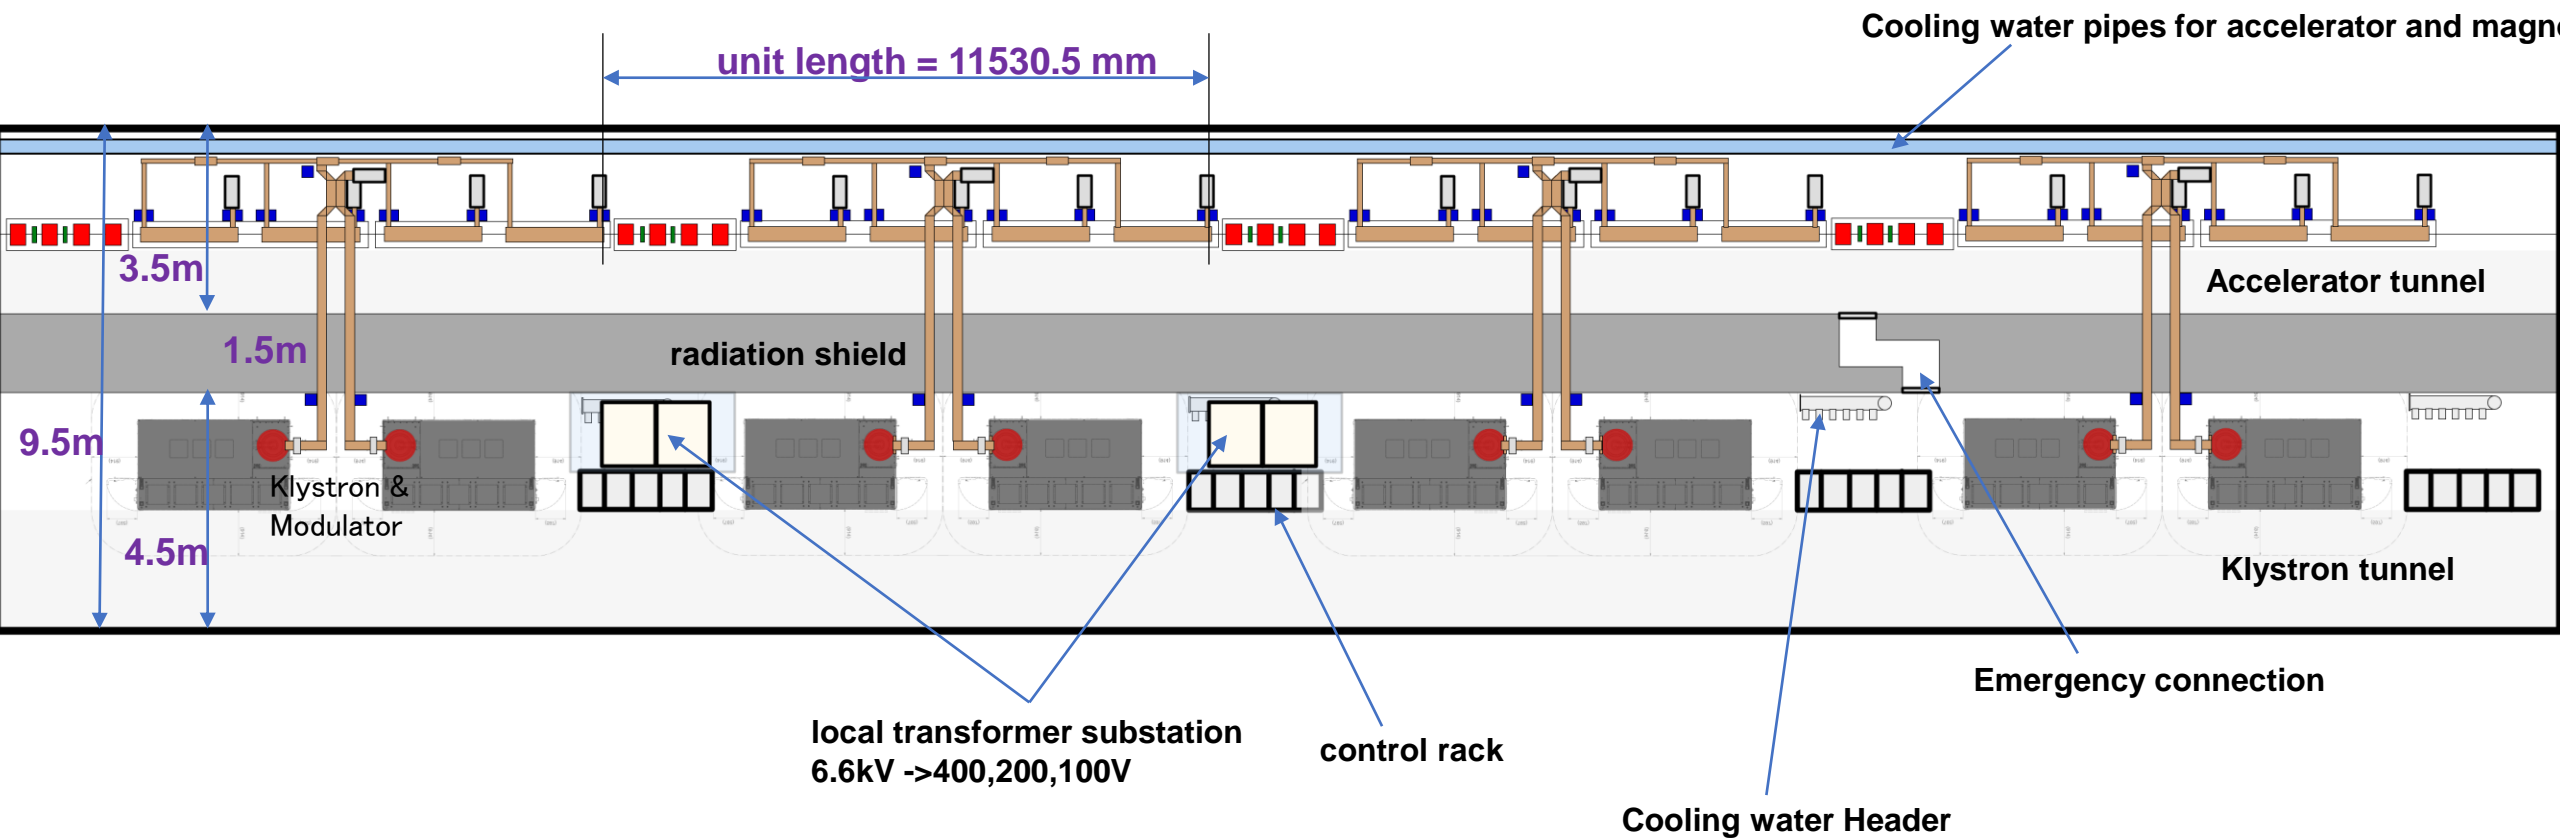 Cooling water pipes for accelerator and magn
unit length = 11530.5 mm
3.5m
Accelerator tunnel
1.5m
radiation shield
9.5m
Klystron &
Modulator
4.5m
Klystron tunnel
Emergency connection
local transformer substation
6.6kV ->400,200,100V
control rack
Cooling water Header